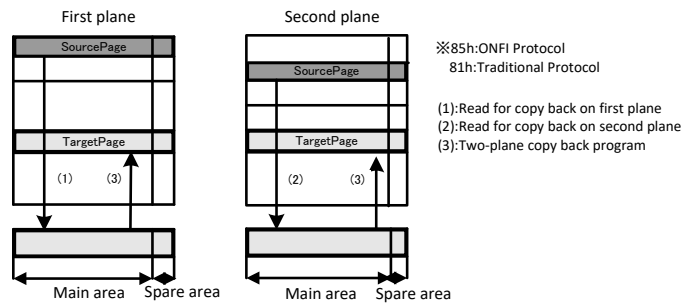 First plane
SourcePage
TargetPage
(1) (3)
Main area Spare area
Second plane
SourcePage
TargetPage
(2) (3)
Main area Spare area
※85h:ONFI Protocol
81h:Traditional Protocol
(1):Read for copy back on first plane
(2):Read for copy back on second plane
(3):Two-plane copy back program